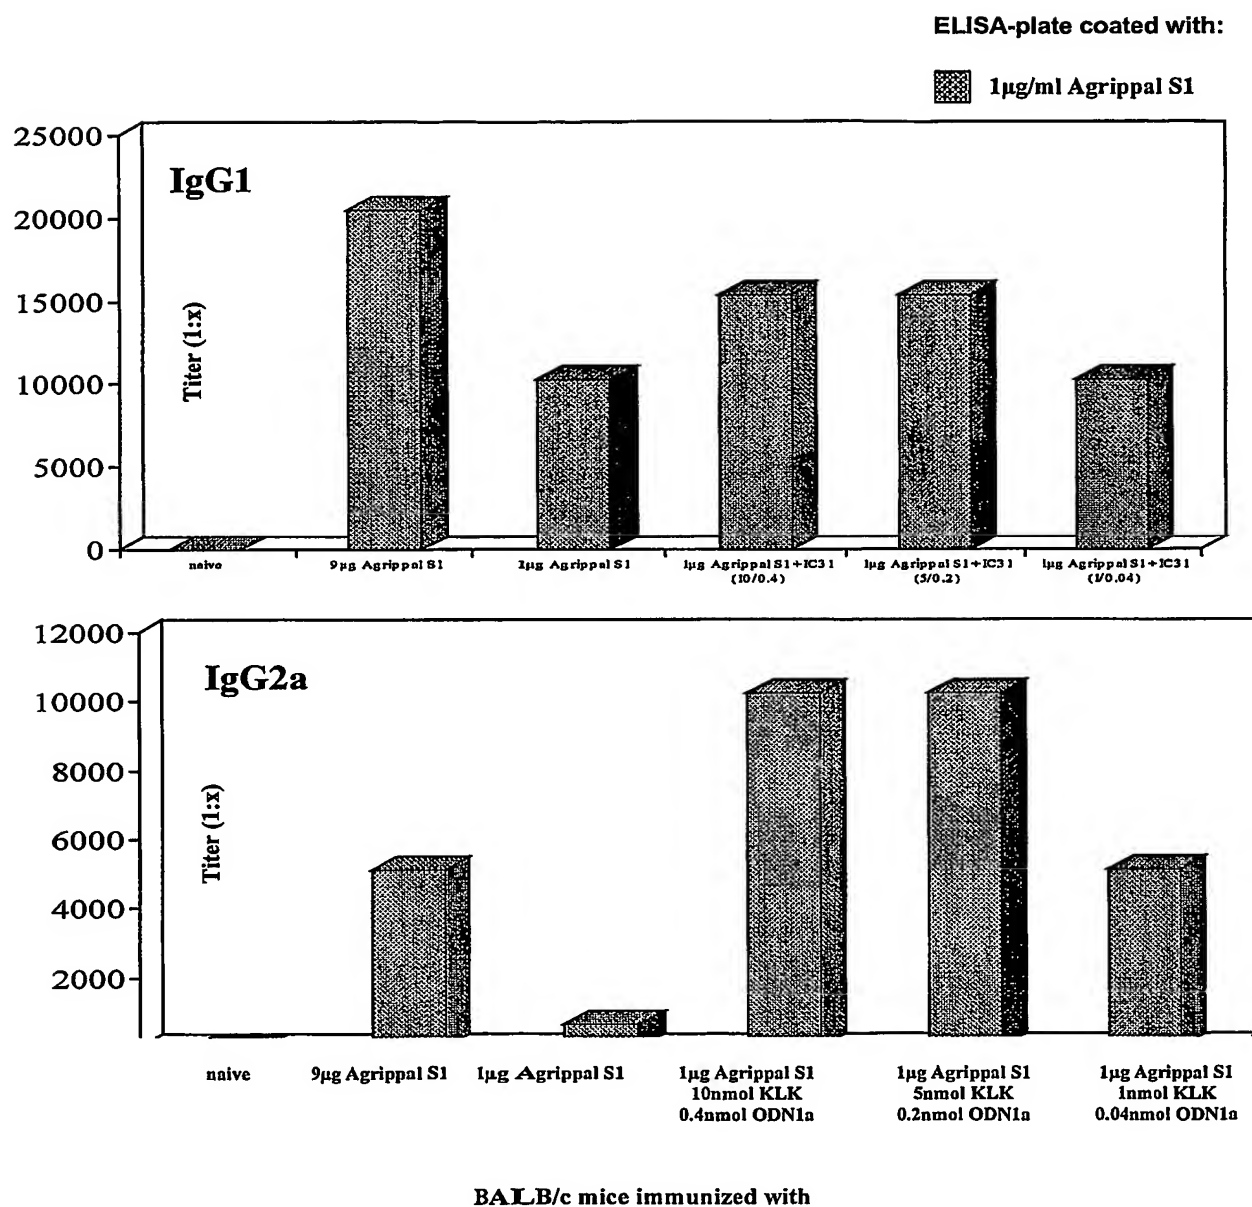 ELISA-plate coated with:
1µg/ml Agrippal S1
IgG1
Titer (1:x)
25000
20000
15000
10000
5000
0
naive
9µg Agrippal S1
1µg Agrippal S1
1µg Agrippal S1+IC31
(10/0.4)
1µg Agrippal S1+IC31
(5/0.2)
1µg Agrippal S1+IC31
(1/0.04)
IgG2a
Titer (1:x)
12000
10000
8000
6000
4000
2000
naive
9µg Agrippal S1
1µg Agrippal S1
1µg Agrippal S1
10nmol KLK
0.4nmol ODN1a
1µg Agrippal S1
5nmol KLK
0.2nmol ODN1a
1µg Agrippal S1
1nmol KLK
0.04nmol ODN1a
BALB/c mice immunized with